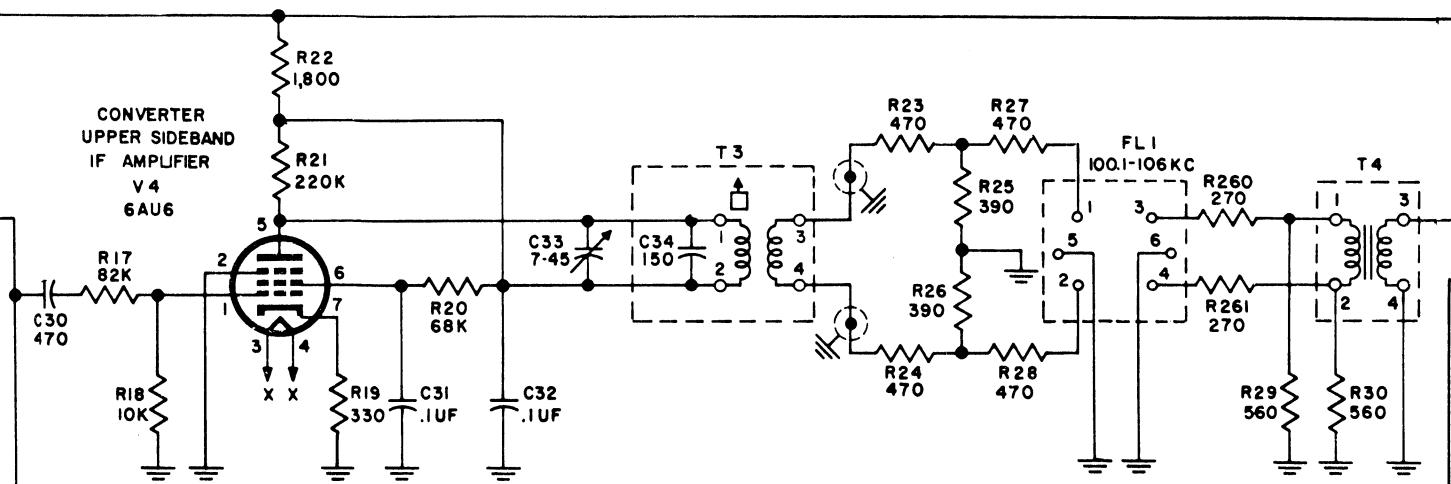 R22
1,800
CONVERTER
UPPER SIDEBAND
IF AMPLIFIER
V4
6AU6
R21
220K
5
2
6
1
7
3
4
X X
R17
82K
C30
470
R18
10K
R19
330
C31
.1UF
R20
68K
C32
.1UF
C33
7-45
T3
C34
150
1
2
3
4
R23
470
R27
470
R25
390
R26
390
R24
470
R28
470
FL1
100.1-106KC
1
3
5
6
2
4
R260
270
R261
270
T4
1
3
2
4
R29
560
R30
560